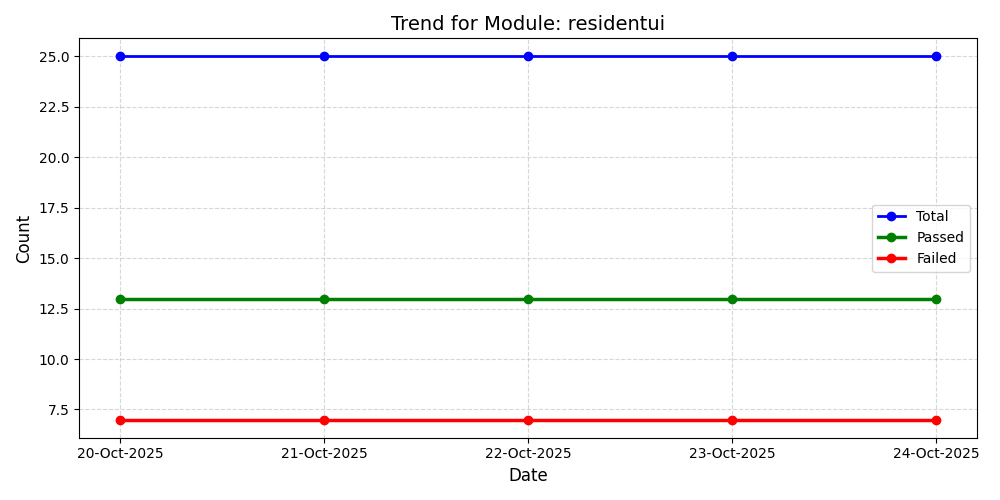 Trend for Module: residentui
Count
25.0
22.5
20.0
17.5
15.0
12.5
10.0
7.5
Total
Passed
Failed
20-Oct-2025
21-Oct-2025
22-Oct-2025
23-Oct-2025
24-Oct-2025
Date